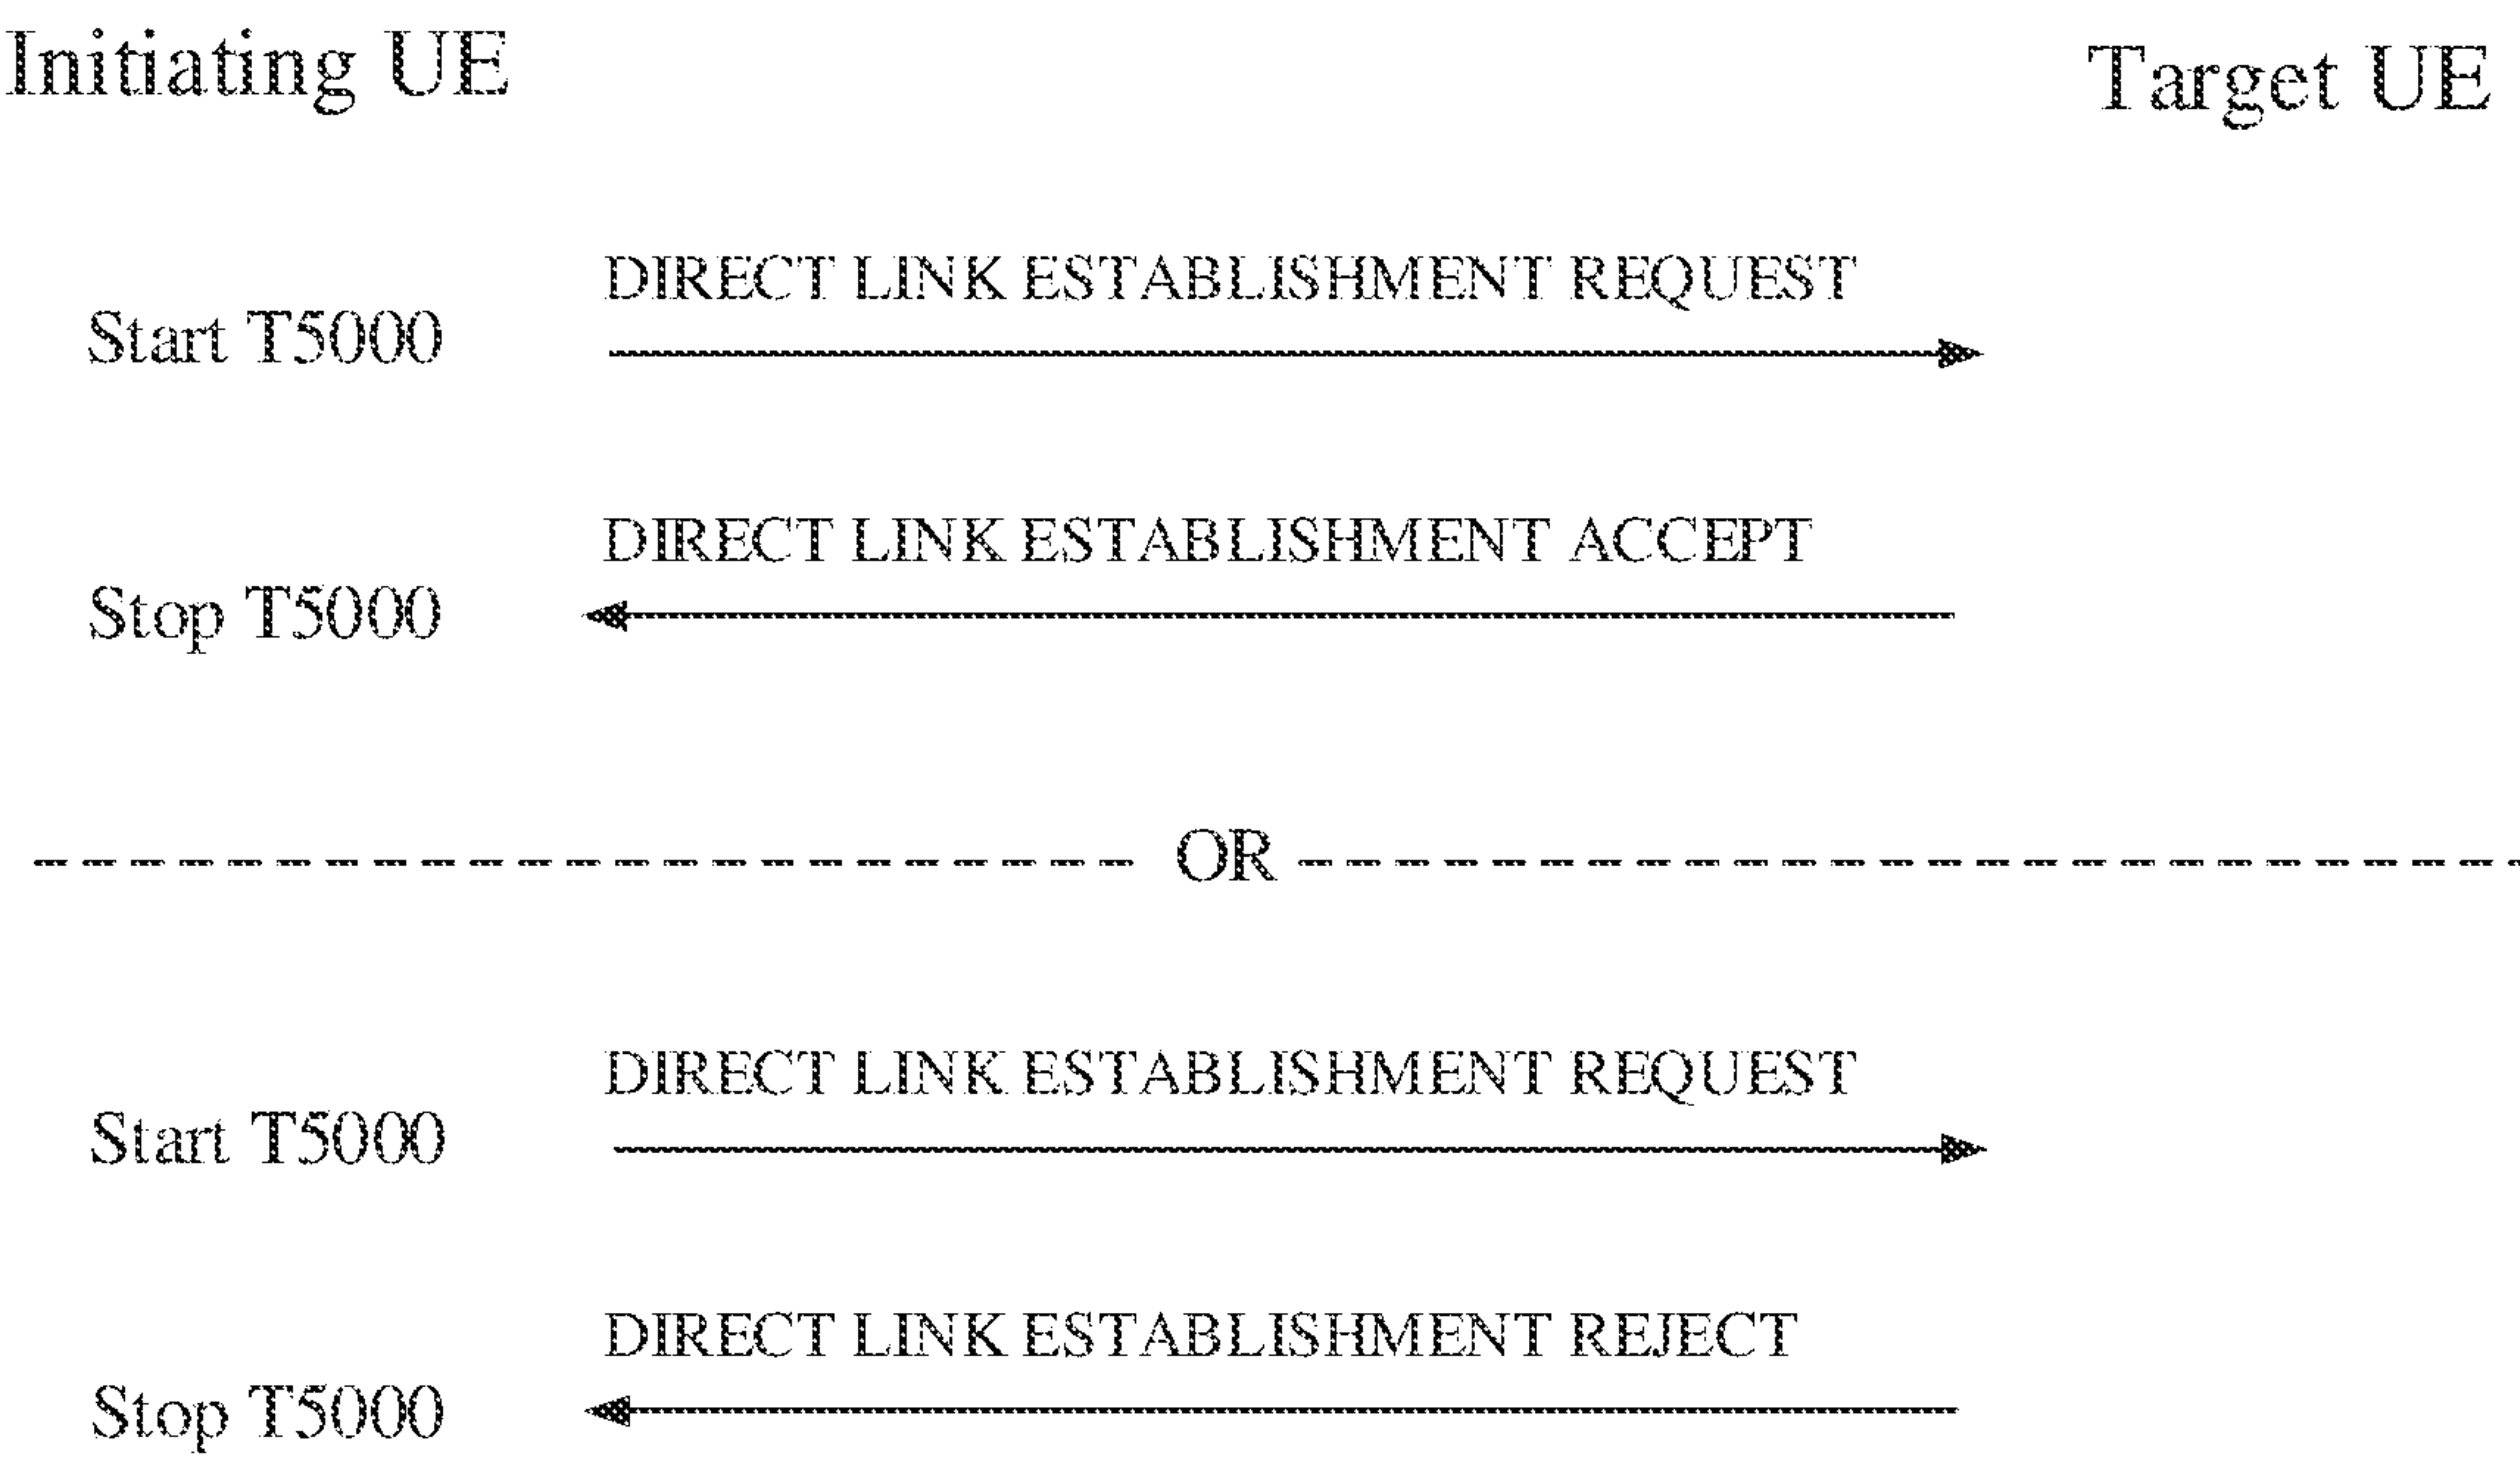 Initiating UE
Target UE
DIRECT LINK ESTABLISHMENT REQUEST
Start T5000
DIRECT LINK ESTABLISHMENT ACCEPT
Stop T5000
OR
DIRECT LINK ESTABLISHMENT REQUEST
Start T5000
DIRECT LINK ESTABLISHMENT REJECT
Stop T5000